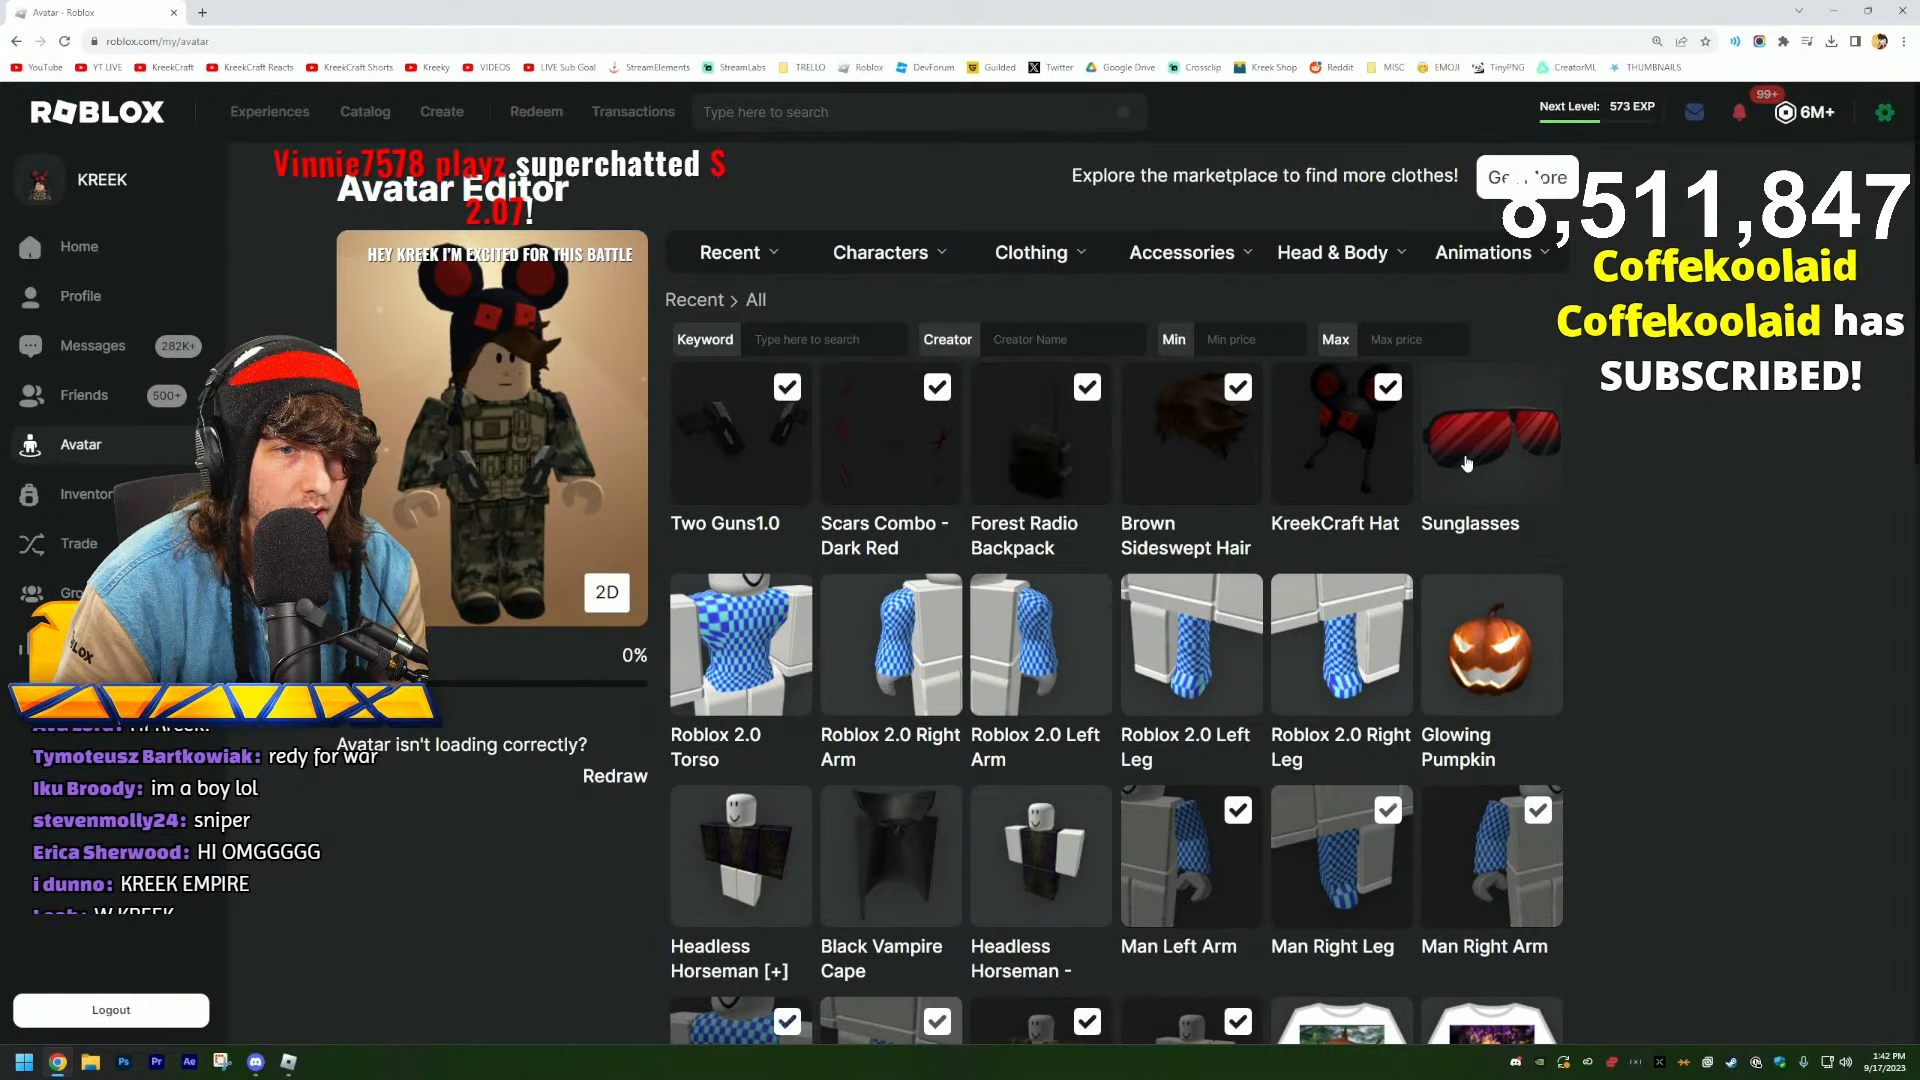 Avatar - Roblox
roblox.com/my/avatar
YouTube YT LIVE KreekCraft KreekCraft Reacts KreekCraft Shorts Kreeky VIDEOS LIVE Sub Goal StreamElements StreamLabs TRELLO Roblox DevForum Guilded Twitter Google Drive Crossclip Kreek Shop Reddit MISC EMOJI TinyPNG CreatorML THUMBNAILS
ROBLOX Experiences Catalog Create Redeem Transactions Type here to search Next Level: 573 EXP 99+ 6M+
KREEK
Vinnie7578 playz superchatted $
2.07!
Avatar Editor
Explore the marketplace to find more clothes!
8,511,847
Coffekoolaid
Coffekoolaid has
SUBSCRIBED!
Home
Profile
Messages 282K+
Friends 500+
Avatar
Trade
HEY KREEK I'M EXCITED FOR THIS BATTLE
2D
0%
Avatar isn't loading correctly?
Redraw
Recent Characters Clothing Accessories Head & Body Animations
Recent > All
Keyword Type here to search Creator Creator Name Min Min price Max Max price
Two Guns1.0
Scars Combo -
Dark Red
Forest Radio
Backpack
Brown
Sideswept Hair
KreekCraft Hat
Sunglasses
Roblox 2.0
Torso
Roblox 2.0 Right
Arm
Roblox 2.0 Left
Arm
Roblox 2.0 Left
Leg
Roblox 2.0 Right
Leg
Glowing
Pumpkin
Headless
Horseman [+]
Black Vampire
Cape
Headless
Horseman -
Man Left Arm
Man Right Leg
Man Right Arm
Tymoteusz Bartkowiak: redy for war
Iku Broody: im a boy lol
stevenmolly24: sniper
Erica Sherwood: HI OMGGGGG
i dunno: KREEK EMPIRE
W KREEK
Logout
1:42 PM
9/17/2023